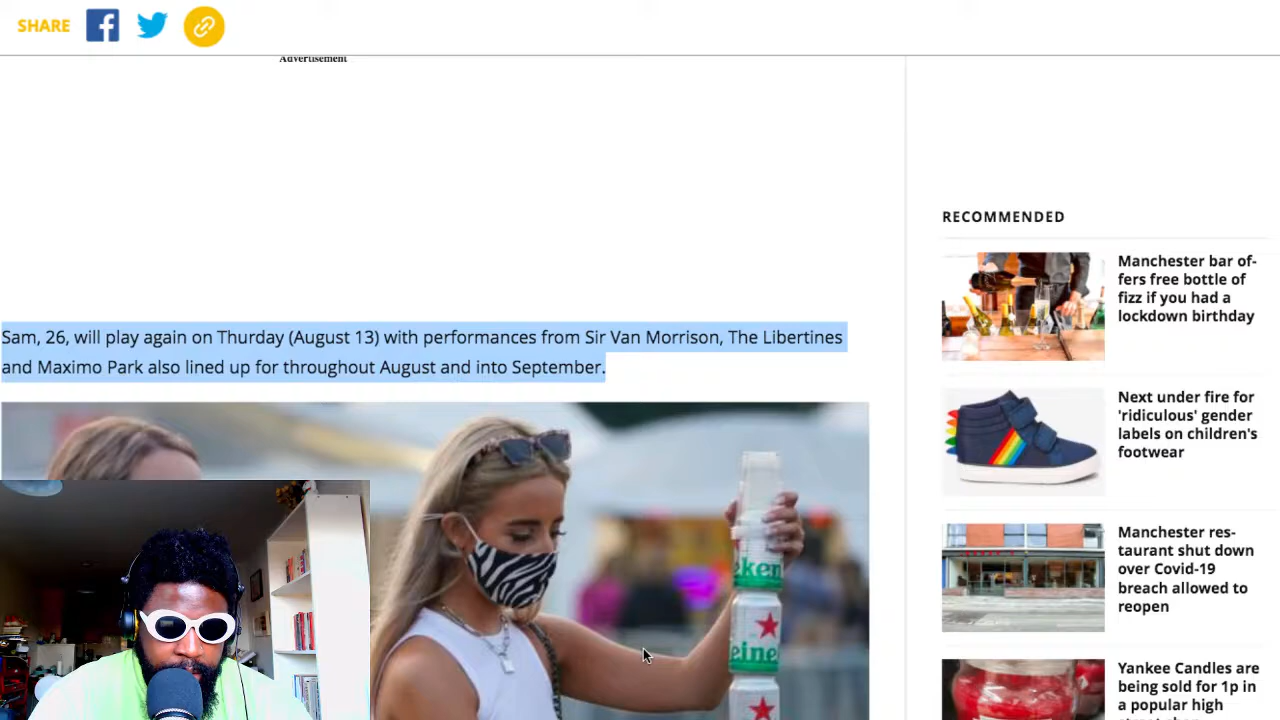 SHARE
Advertisement
RECOMMENDED
Manchester bar of-
fers free bottle of
fizz if you had a
lockdown birthday
Sam, 26, will play again on Thurday (August 13) with performances from Sir Van Morrison, The Libertines
and Maximo Park also lined up for throughout August and into September.
Next under fire for
'ridiculous' gender
labels on children's
footwear
Manchester res-
taurant shut down
over Covid-19
breach allowed to
reopen
eken
eine
Yankee Candles are
being sold for 1p in
a popular high